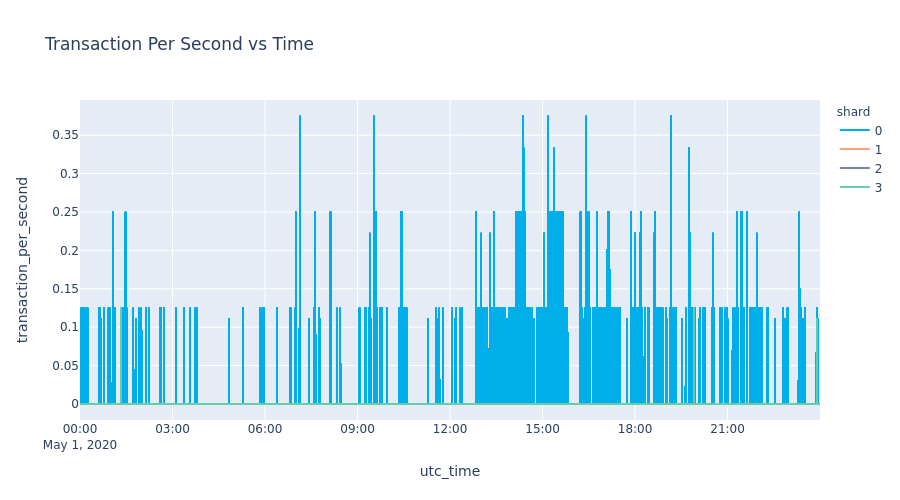 Transaction Per Second vs Time
shard
0
1
2
3
transaction_per_second
0.35
0.3
0.25
0.2
0.15
0.1
0.05
0
00:00 03:00 06:00 09:00 12:00 15:00 18:00 21:00
May 1, 2020
utc_time